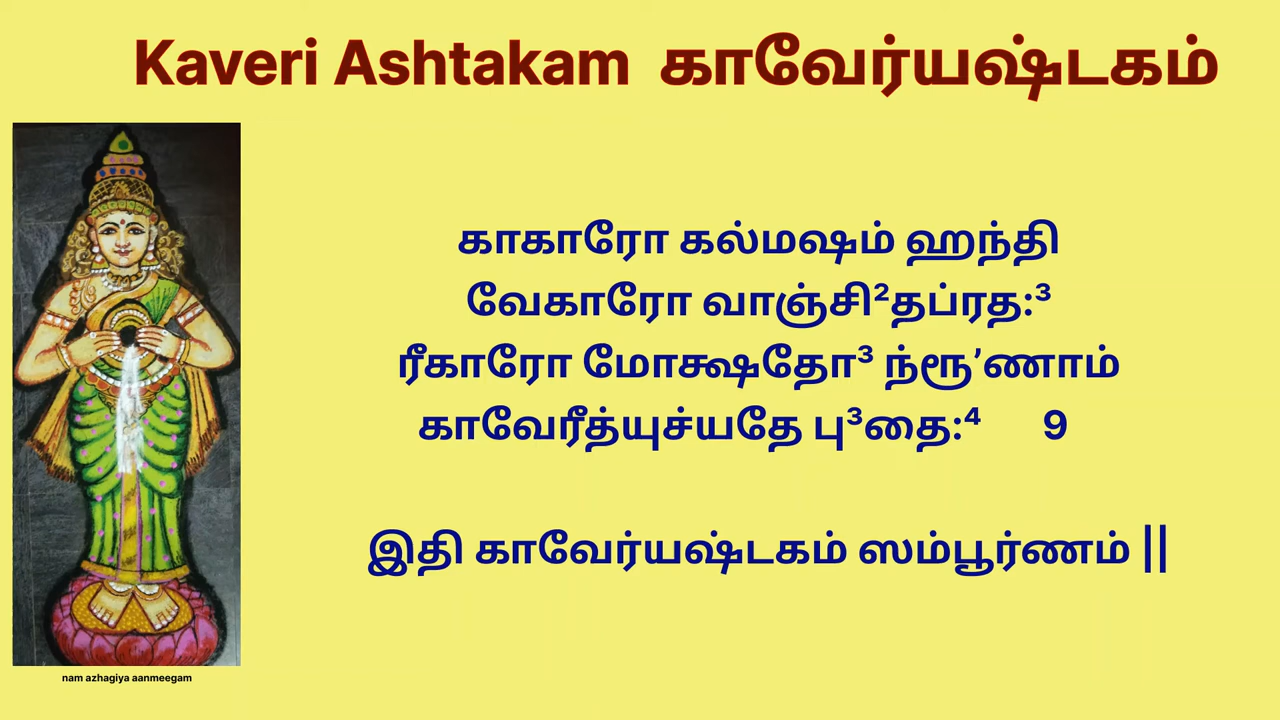 Kaveri Ashtakam காவேர்யஷ்டகம்
காகாரோ கல்மஷம் ஹந்தி
வேகாரோ வாஞ்சி²தப்ரத:³
ரீகாரோ மோக்ஷதோ³ ந்ரூ’ணாம்
காவேரீத்யுச்யதே பு³தை:⁴ 9
இதி காவேர்யஷ்டகம் ஸம்பூர்ணம் ||
nam azhagiya aanmeegam